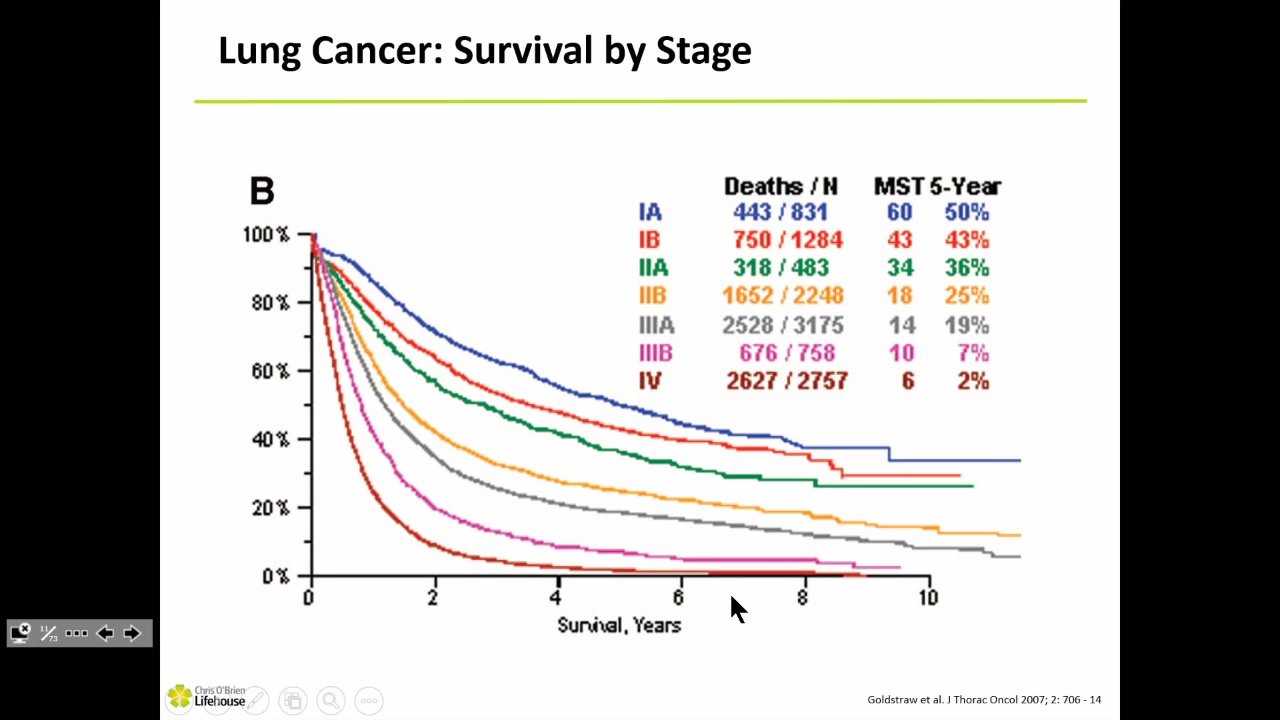 Lung Cancer: Survival by Stage
B
Deaths / N MST 5-Year
IA 443 / 831 60 50%
IB 750 / 1284 43 43%
IIA 318 / 483 34 36%
IIB 1652 / 2248 18 25%
IIIA 2528 / 3175 14 19%
IIIB 676 / 758 10 7%
IV 2627 / 2757 6 2%
100%
80%
60%
40%
20%
0%
0 2 4 6 8 10
Survival, Years
11/73
Chris O'Brien
Lifehouse
Goldstraw et al. J Thorac Oncol 2007; 2: 706 - 14